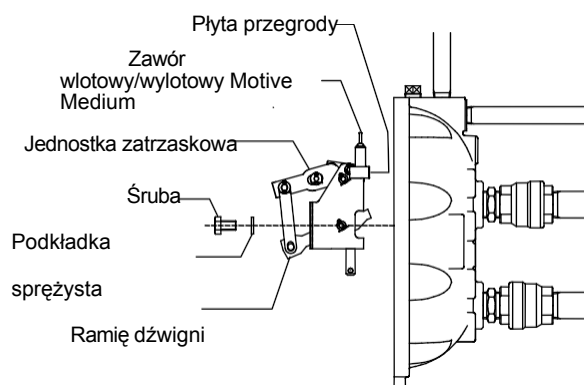 Płyta przegrody
Zawór
wlotowy/wylotowy Motive
Medium
Jednostka zatrzaskowa
Śruba
Podkładka
sprężysta
Ramię dźwigni